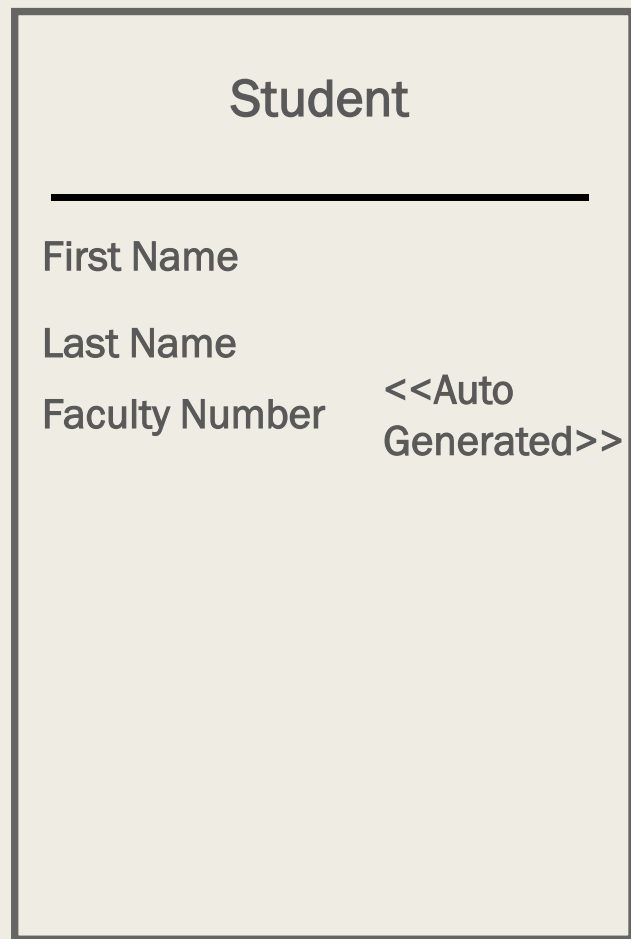 Student
First Name
Last Name
Faculty Number
<<Auto
Generated>>